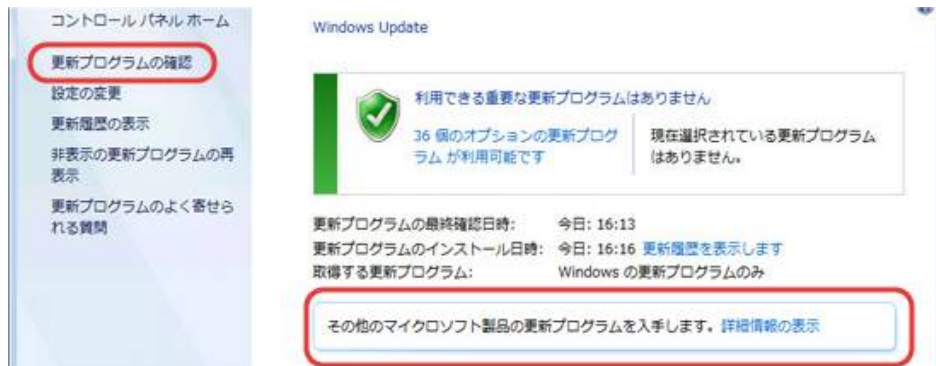 コントロール パネル ホーム
更新プログラムの確認
設定の変更
更新履歴の表示
非表示の更新プログラムの再
表示
更新プログラムのよく寄せら
れる質問
Windows Update
利用できる重要な更新プログラムはありません
36 個のオプションの更新プログ
ラム が利用可能です
現在選択されている更新プログラム
はありません。
更新プログラムの最終確認日時: 今日: 16:13
更新プログラムのインストール日時: 今日: 16:16 更新履歴を表示します
取得する更新プログラム: Windows の更新プログラムのみ
その他のマイクロソフト製品の更新プログラムを入手します。 詳細情報の表示